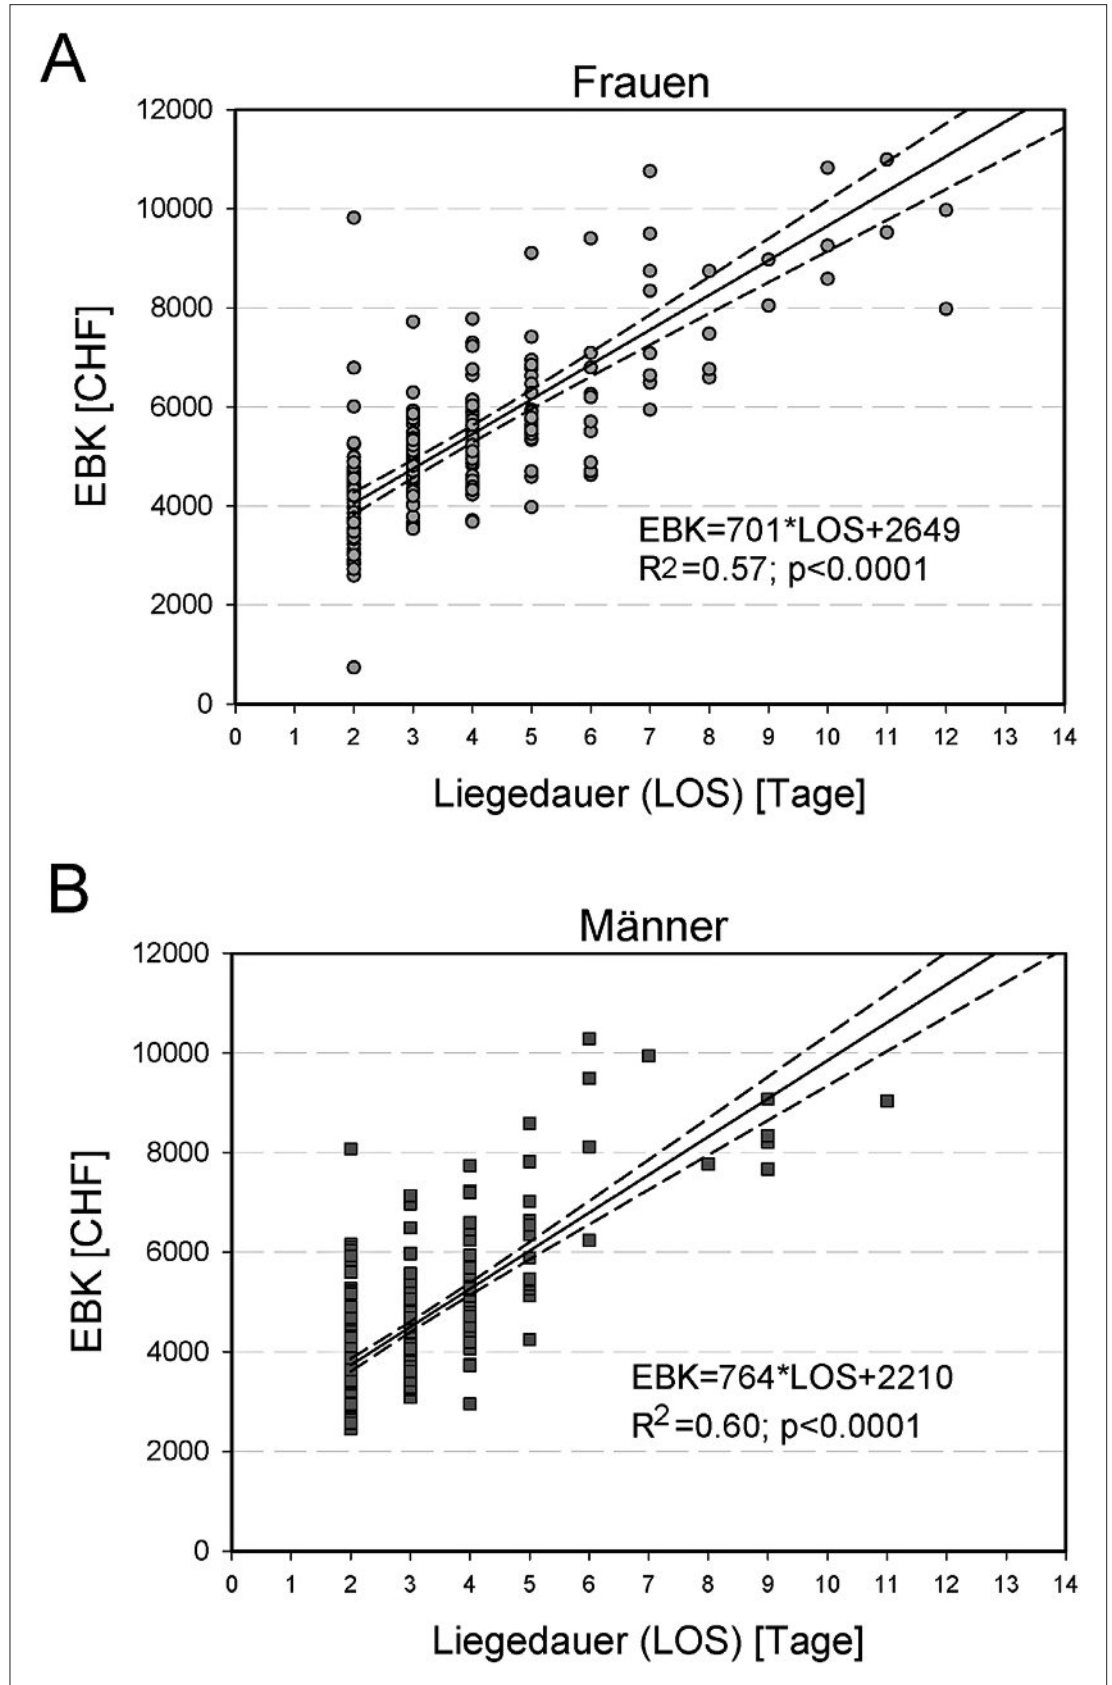 A
Frauen
12000
10000
8000
6000
4000
2000
0
EBK [CHF]
EBK=701*LOS+2649
R2=0.57; p<0.0001
0 1 2 3 4 5 6 7 8 9 10 11 12 13 14
Liegedauer (LOS) [Tage]
B
Männer
12000
10000
8000
6000
4000
2000
0
EBK [CHF]
EBK=764*LOS+2210
R²=0.60; p<0.0001
0 1 2 3 4 5 6 7 8 9 10 11 12 13 14
Liegedauer (LOS) [Tage]